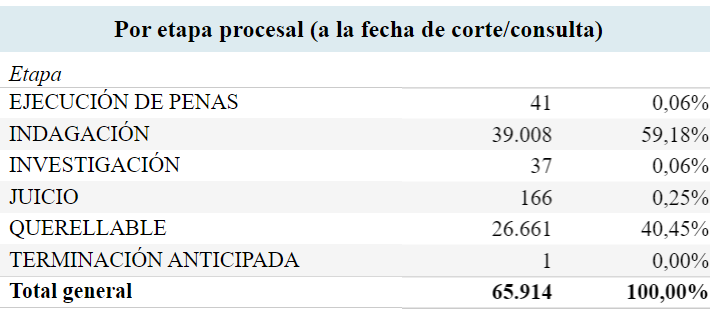 Por etapa procesal (a la fecha de corte/consulta)
Etapa
EJECUCIÓN DE PENAS 41 0,06%
INDAGACIÓN 39.008 59,18%
INVESTIGACIÓN 37 0,06%
JUICIO 166 0,25%
QUERELLABLE 26.661 40,45%
TERMINACIÓN ANTICIPADA 1 0,00%
Total general 65.914 100,00%